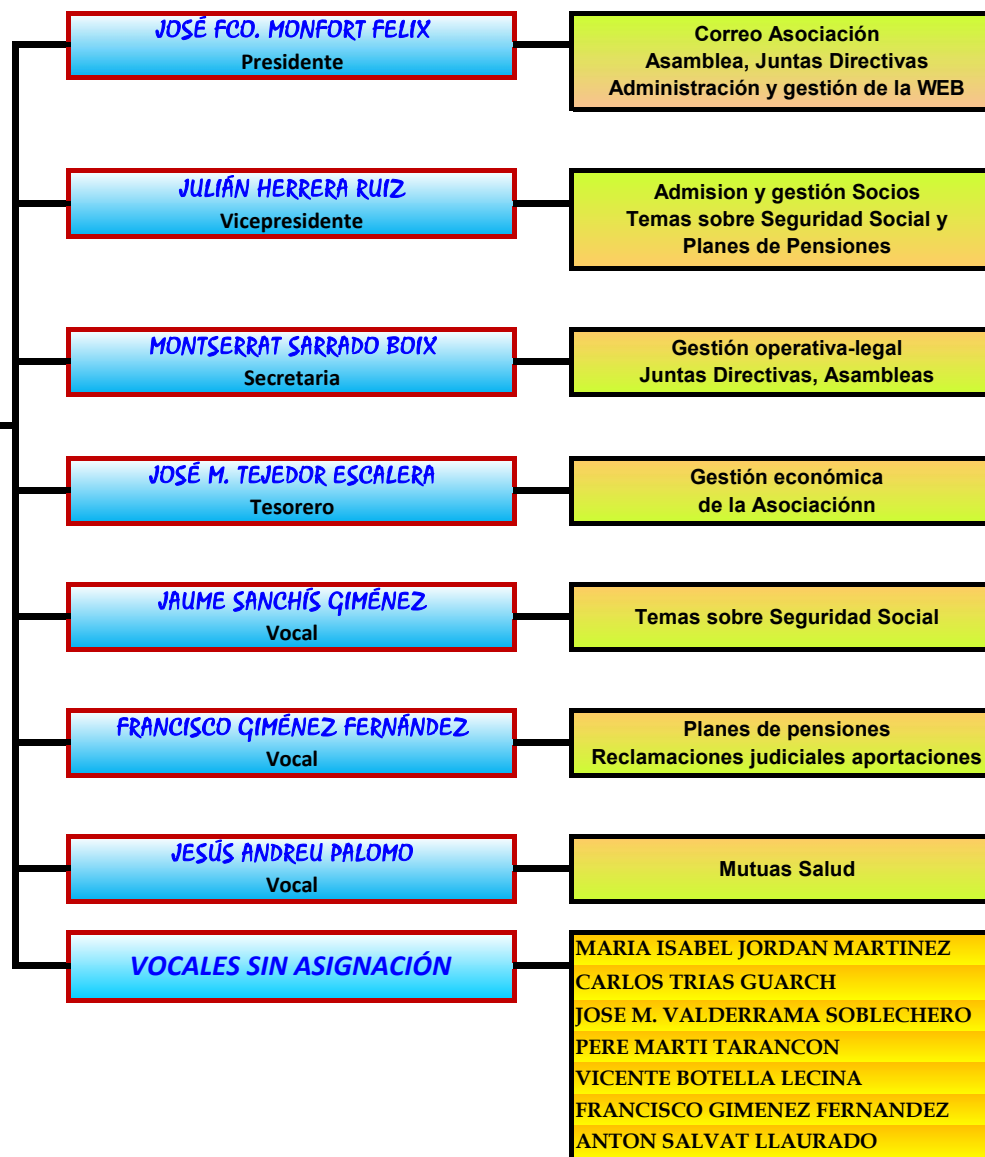 JOSÉ FCO. MONFORT FELIX
Presidente
Correo Asociación
Asamblea, Juntas Directivas
Administración y gestión de la WEB
JULIÁN HERRERA RUIZ
Vicepresidente
Admision y gestión Socios
Temas sobre Seguridad Social y
Planes de Pensiones
MONTSERRAT SARRADO BOIX
Secretaria
Gestión operativa-legal
Juntas Directivas, Asambleas
JOSÉ M. TEJEDOR ESCALERA
Tesorero
Gestión económica
de la Asociaciónn
JAUME SANCHÍS GIMÉNEZ
Vocal
Temas sobre Seguridad Social
FRANCISCO GIMÉNEZ FERNÁNDEZ
Vocal
Planes de pensiones
Reclamaciones judiciales aportaciones
JESÚS ANDREU PALOMO
Vocal
Mutuas Salud
VOCALES SIN ASIGNACIÓN
MARIA ISABEL JORDAN MARTINEZ
CARLOS TRIAS GUARCH
JOSE M. VALDERRAMA SOBLECHERO
PERE MARTI TARANCON
VICENTE BOTELLA LECINA
FRANCISCO GIMENEZ FERNANDEZ
ANTON SALVAT LLAURADO